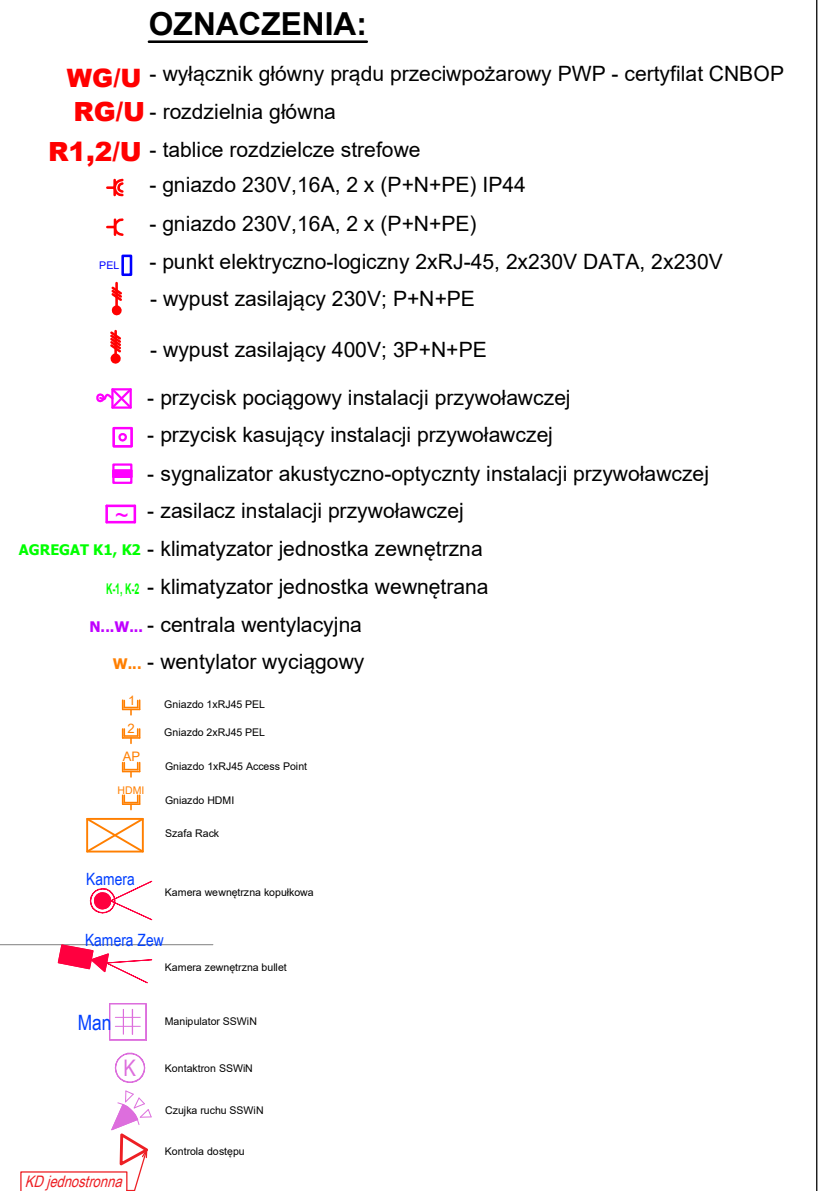 OZNACZENIA:
WG/U - wyłącznik główny prądu przeciwpożarowy PWP - certyfilat CNBOP
RG/U - rozdzielnia główna
R1,2/U - tablice rozdzielcze strefowe
- gniazdo 230V,16A, 2 x (P+N+PE) IP44
- gniazdo 230V,16A, 2 x (P+N+PE)
PEL - punkt elektryczno-logiczny 2xRJ-45, 2x230V DATA, 2x230V
- wypust zasilający 230V; P+N+PE
- wypust zasilający 400V; 3P+N+PE
- przycisk pociągowy instalacji przywoławczej
- przycisk kasujący instalacji przywoławczej
- sygnalizator akustyczno-optycznty instalacji przywoławczej
~ - zasilacz instalacji przywoławczej
AGREGAT K1, K2 - klimatyzator jednostka zewnętrzna
K-1, K-2 - klimatyzator jednostka wewnętrana
N...W... - centrala wentylacyjna
W... - wentylator wyciągowy
1 Gniazdo 1xRJ45 PEL
2 Gniazdo 2xRJ45 PEL
AP Gniazdo 1xRJ45 Access Point
HDMI Gniazdo HDMI
Szafa Rack
Kamera
Kamera wewnętrzna kopułkowa
Kamera Zew
Kamera zewnętrzna bullet
Man Manipulator SSWiN
K Kontaktron SSWiN
Czujka ruchu SSWiN
Kontrola dostępu
KD jednostronna